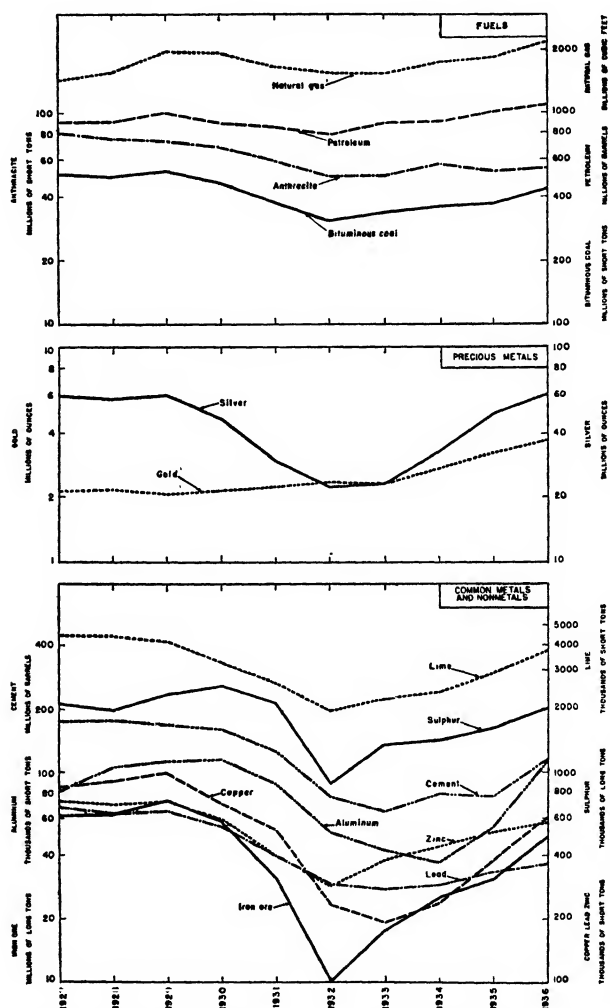 FUELS
ANTHRACITE
MILLIONS OF SHORT TONS
100
80
60
40
20
10
Natural gas
Petroleum
Anthracite
Bituminous coal
2000
1000
800
600
400
200
100
NATURAL GAS
BILLIONS OF CUBIC FEET
PETROLEUM
MILLIONS OF BARRELS
BITUMINOUS COAL
MILLIONS OF SHORT TONS
PRECIOUS METALS
GOLD
MILLIONS OF OUNCES
10
8
6
4
2
1
Silver
Gold
100
80
60
40
20
10
SILVER
MILLIONS OF OUNCES
COMMON METALS
AND NONMETALS
CEMENT
MILLIONS OF BARRELS
ALUMINUM
THOUSANDS OF SHORT TONS
IRON ORE
MILLIONS OF LONG TONS
400
200
100
80
60
40
20
10
Lime
Sulphur
Cement
Copper
Aluminum
Zinc
Lead
Iron ore
5000
4000
3000
2000
1000
800
600
400
200
100
LIME
THOUSANDS OF SHORT TONS
SULPHUR
THOUSANDS OF LONG TONS
COPPER LEAD ZINC
THOUSANDS OF SHORT TONS
1930
1931
1932
1933
1934
1935
1936